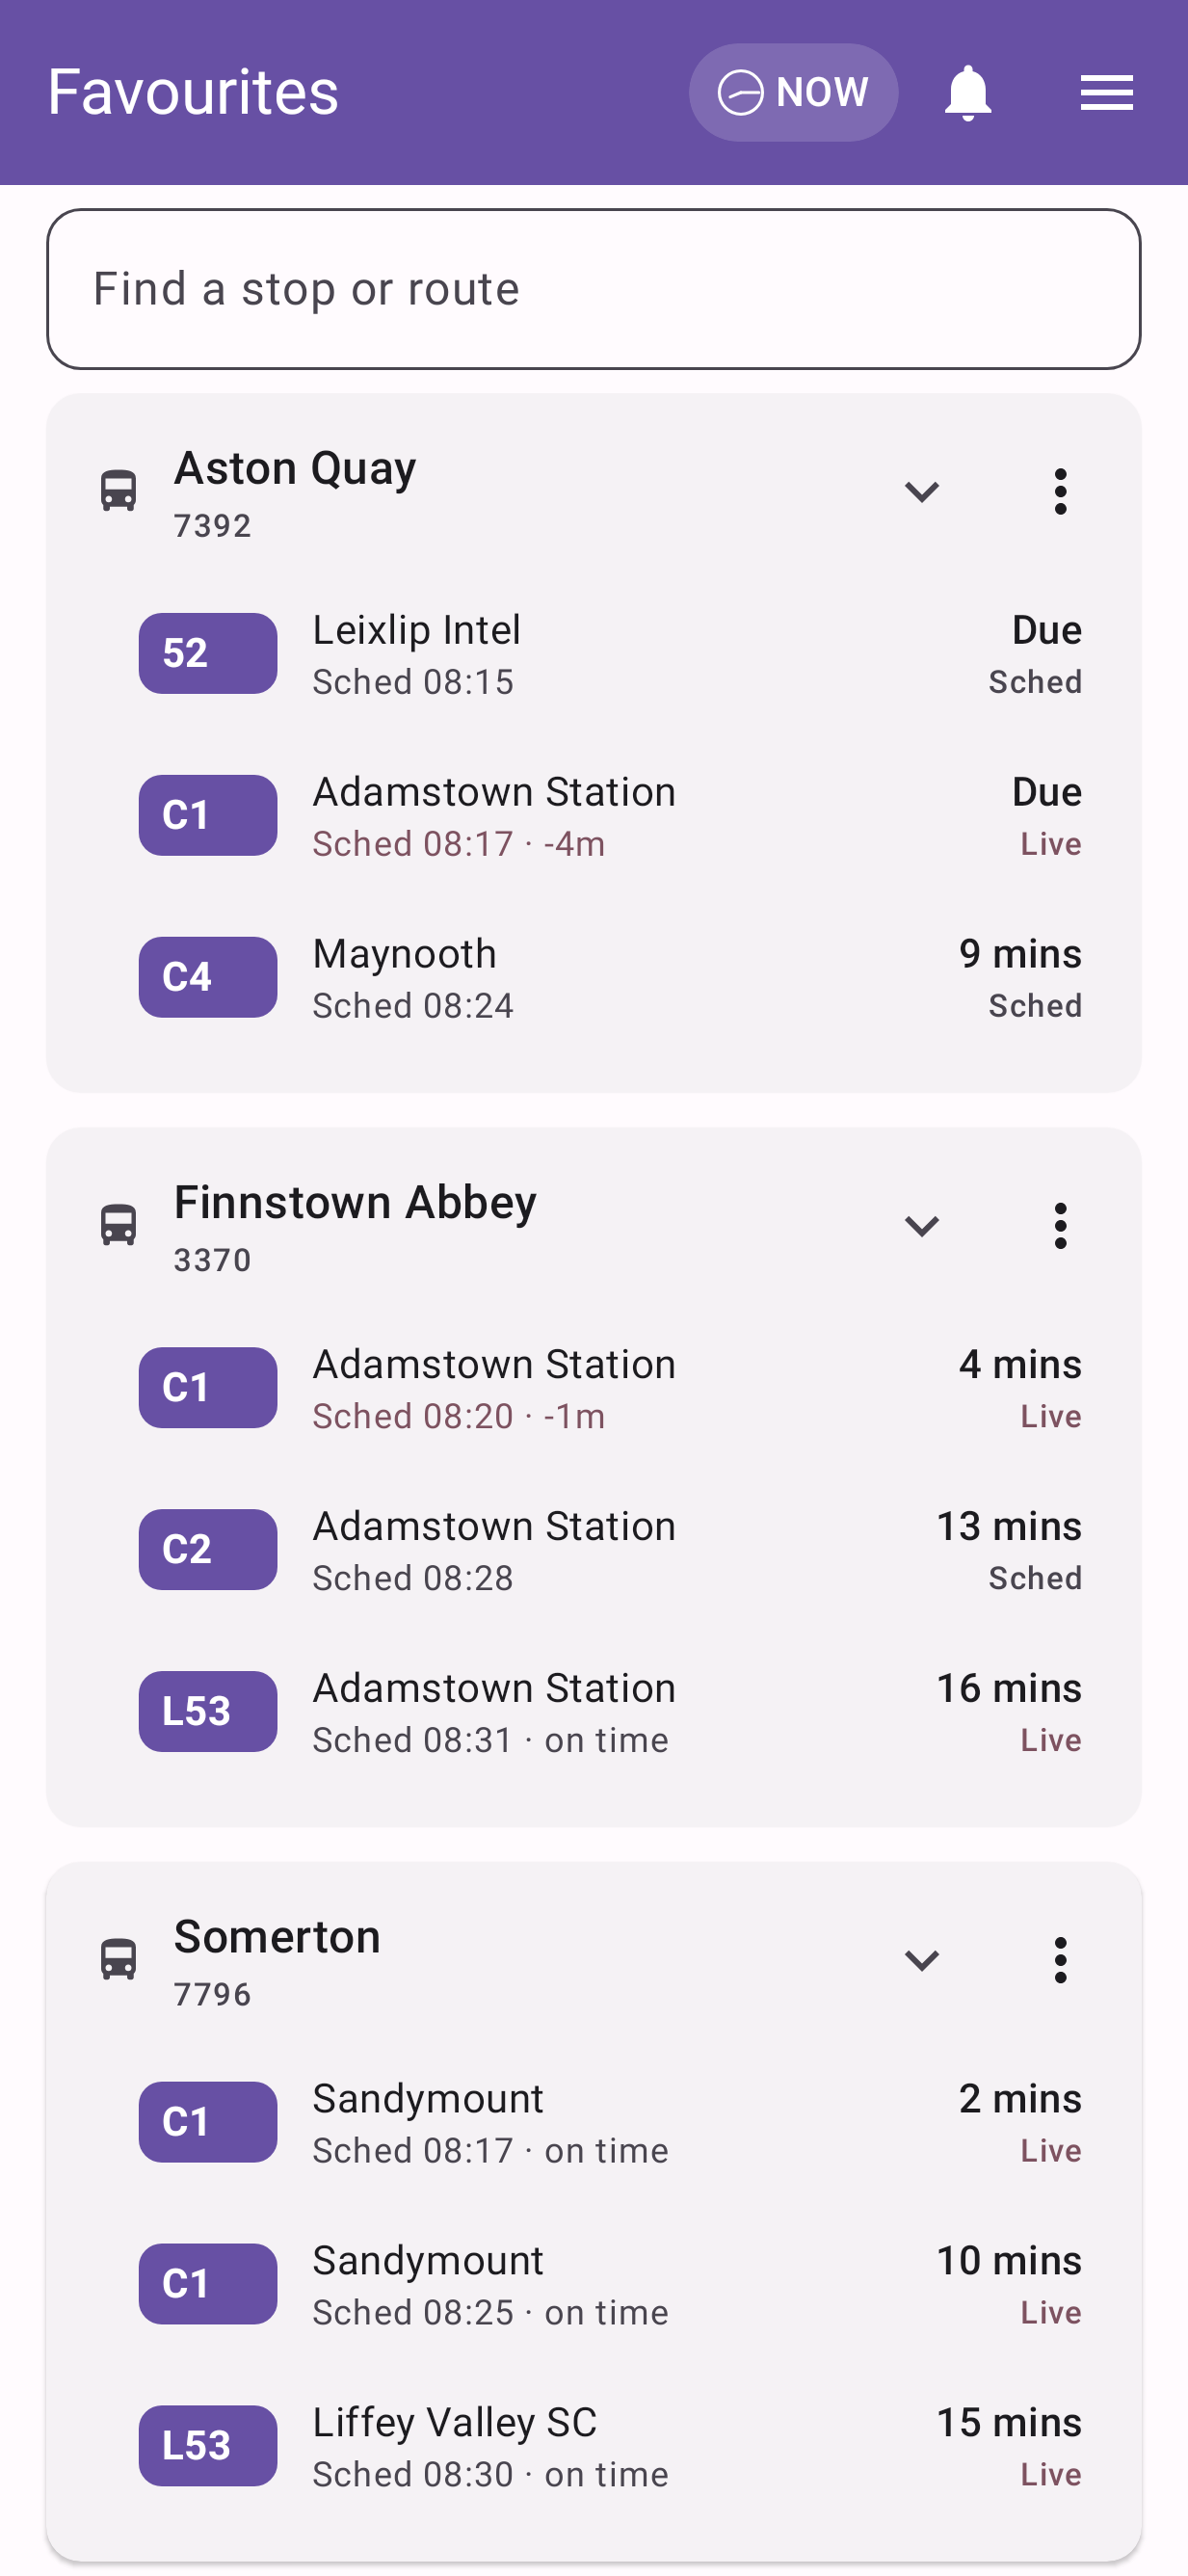 Favourites
NOW
Find a stop or route
Aston Quay
7392
52 Leixlip Intel Due
Sched 08:15 Sched
C1 Adamstown Station Due
Sched 08:17 · -4m Live
C4 Maynooth 9 mins
Sched 08:24 Sched
Finnstown Abbey
3370
C1 Adamstown Station 4 mins
Sched 08:20 · -1m Live
C2 Adamstown Station 13 mins
Sched 08:28 Sched
L53 Adamstown Station 16 mins
Sched 08:31 · on time Live
Somerton
7796
C1 Sandymount 2 mins
Sched 08:17 · on time Live
C1 Sandymount 10 mins
Sched 08:25 · on time Live
L53 Liffey Valley SC 15 mins
Sched 08:30 · on time Live